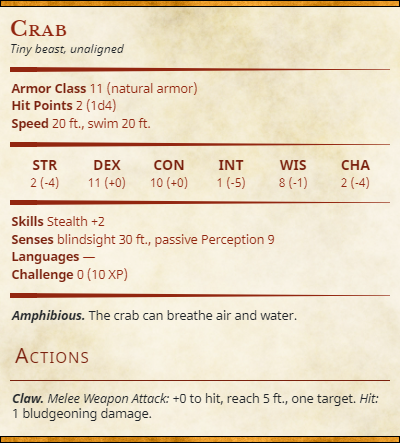 Crab
Tiny beast, unaligned
Armor Class 11 (natural armor)
Hit Points 2 (1d4)
Speed 20 ft., swim 20 ft.
STR DEX CON INT WIS CHA
2 (-4) 11 (+0) 10 (+0) 1 (-5) 8 (-1) 2 (-4)
Skills Stealth +2
Senses blindsight 30 ft., passive Perception 9
Languages —
Challenge 0 (10 XP)
Amphibious. The crab can breathe air and water.
Actions
Claw. Melee Weapon Attack: +0 to hit, reach 5 ft., one target. Hit:
1 bludgeoning damage.